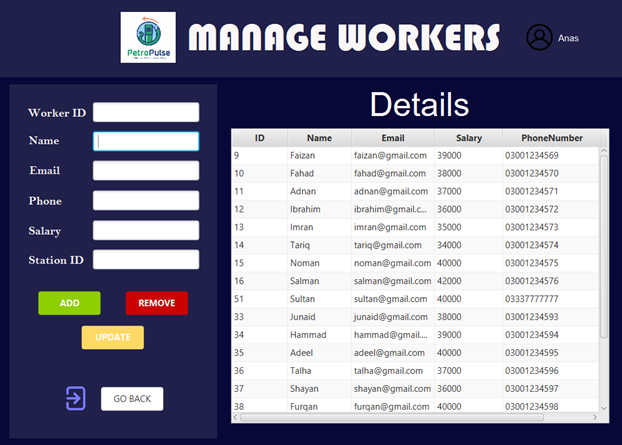 PetroPulse
MANAGE WORKERS
Anas
Worker ID
Name
Email
Phone
Salary
Station ID
ADD
REMOVE
UPDATE
GO BACK
Details
ID Name Email Salary PhoneNumber
9 Faizan faizan@gmail.com 39000 03001234569
10 Fahad fahad@gmail.com 38000 03001234570
11 Adnan adnan@gmail.com 37000 03001234571
12 Ibrahim ibrahim@gmail.c... 36000 03001234572
13 Imran imran@gmail.com 35000 03001234573
14 Tariq tariq@gmail.com 34000 03001234574
15 Noman noman@gmail.com 40000 03001234575
16 Salman salman@gmail.com 42000 03001234576
51 Sultan sultan@gmail.com 40000 03337777777
33 Junaid junaid@gmail.com 38000 03001234593
34 Hammad hammad@gmail.... 39000 03001234594
35 Adeel adeel@gmail.com 40000 03001234595
36 Talha talha@gmail.com 37000 03001234596
37 Shayan shayan@gmail.com 36000 03001234597
38 Furqan furqan@gmail.com 40000 03001234598